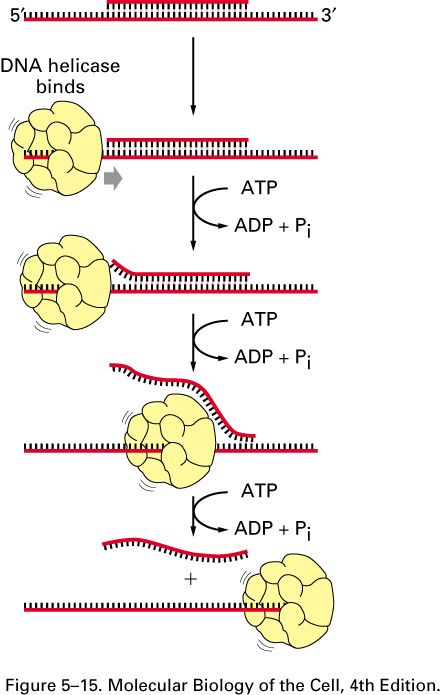 5′ 3′
DNA helicase
binds
ATP
ADP + Pi
ATP
ADP + Pi
ATP
ADP + Pi
+
Figure 5–15. Molecular Biology of the Cell, 4th Edition.